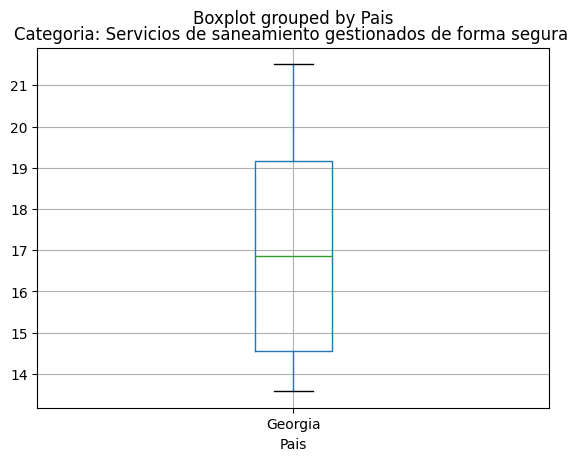 Boxplot grouped by Pais
Categoria: Servicios de saneamiento gestionados de forma segura
21
20
19
18
17
16
15
14
Georgia
Pais